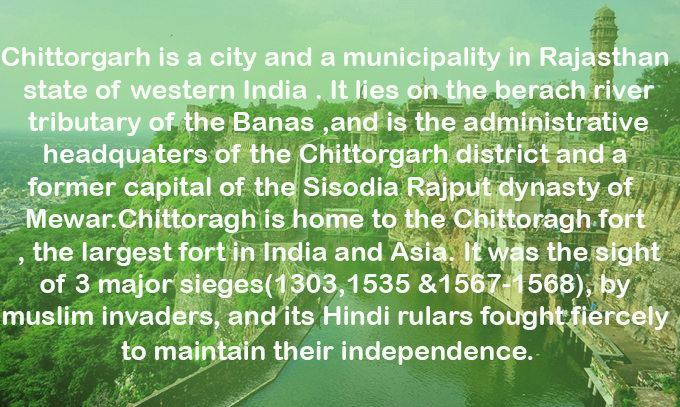 Chittorgarh is a city and a municipality in Rajasthan
state of western India . It lies on the berach river
tributary of the Banas ,and is the administrative
headquaters of the Chittorgarh district and a
former capital of the Sisodia Rajput dynasty of
Mewar.Chittoragh is home to the Chittoragh fort
, the largest fort in India and Asia. It was the sight
of 3 major sieges(1303,1535 &1567-1568), by
muslim invaders, and its Hindi rulars fought fiercely
to maintain their independence.